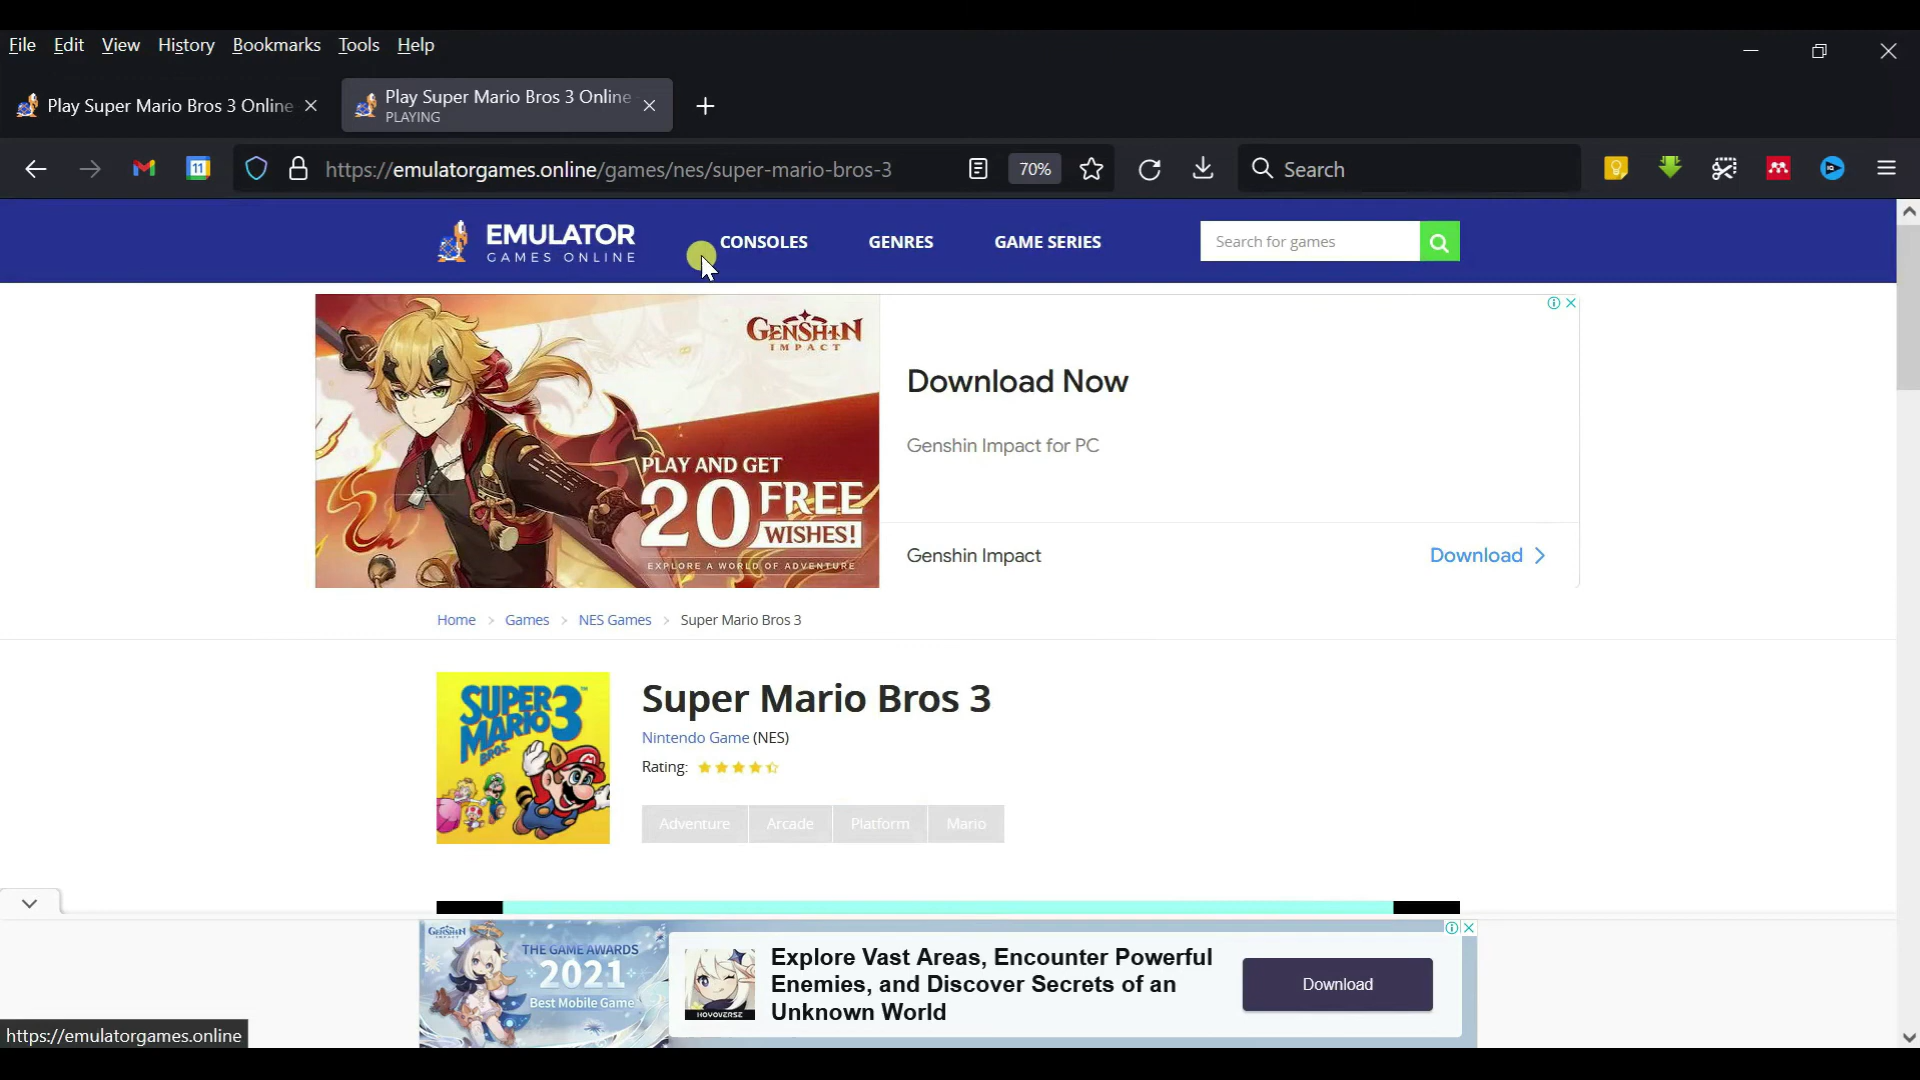 File Edit View History Bookmarks Tools Help
Play Super Mario Bros 3 Online
Play Super Mario Bros 3 Online
PLAYING
11
https://emulatorgames.online/games/nes/super-mario-bros-3
70%
Search
EMULATOR
GAMES ONLINE
CONSOLES
GENRES
GAME SERIES
Search for games
GENSHIN
IMPACT
PLAY AND GET
20 FREE
WISHES!
EXPLORE A WORLD OF ADVENTURE
Download Now
Genshin Impact for PC
Genshin Impact
Download
Home > Games > NES Games > Super Mario Bros 3
SUPER
MARIO 3
BROS.
Super Mario Bros 3
Nintendo Game (NES)
Rating:
Adventure Arcade Platform Mario
GENSHIN
IMPACT
THE GAME AWARDS
2021
Best Mobile Game
HOYOVERSE
Explore Vast Areas, Encounter Powerful
Enemies, and Discover Secrets of an
Unknown World
Download
https://emulatorgames.online